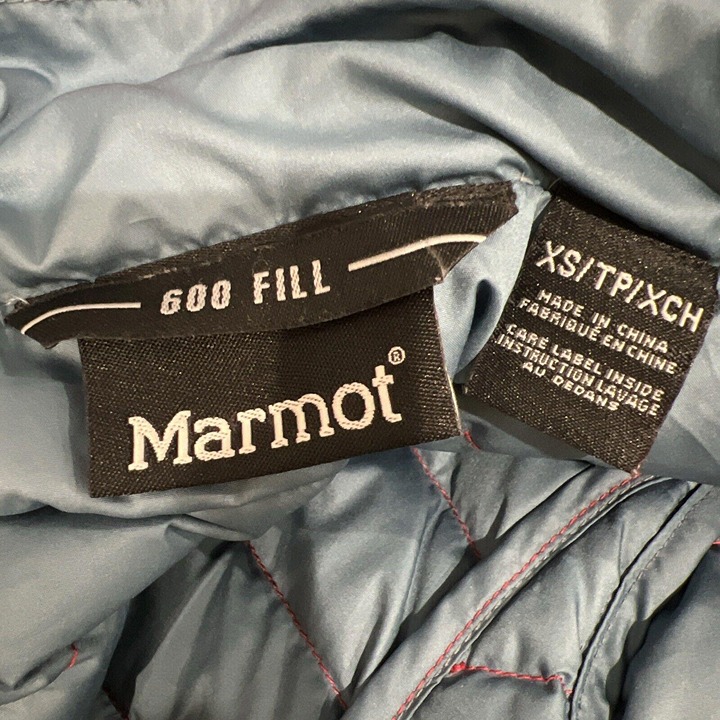 600 FILL
Marmot®
XS/TP/XCH
MADE IN CHINA
FABRIQUÉ EN CHINE
CARE LABEL INSIDE
INSTRUCTION LAVAGE
AU DEDANS